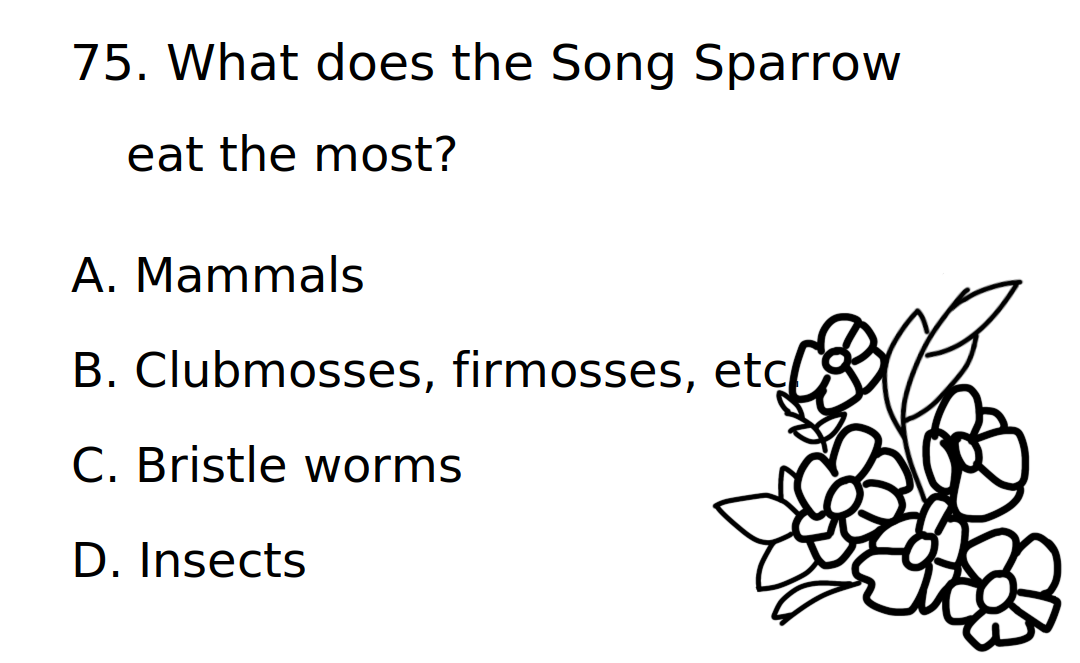 75. What does the Song Sparrow
eat the most?
A. Mammals
B. Clubmosses, firmosses, etc.
C. Bristle worms
D. Insects